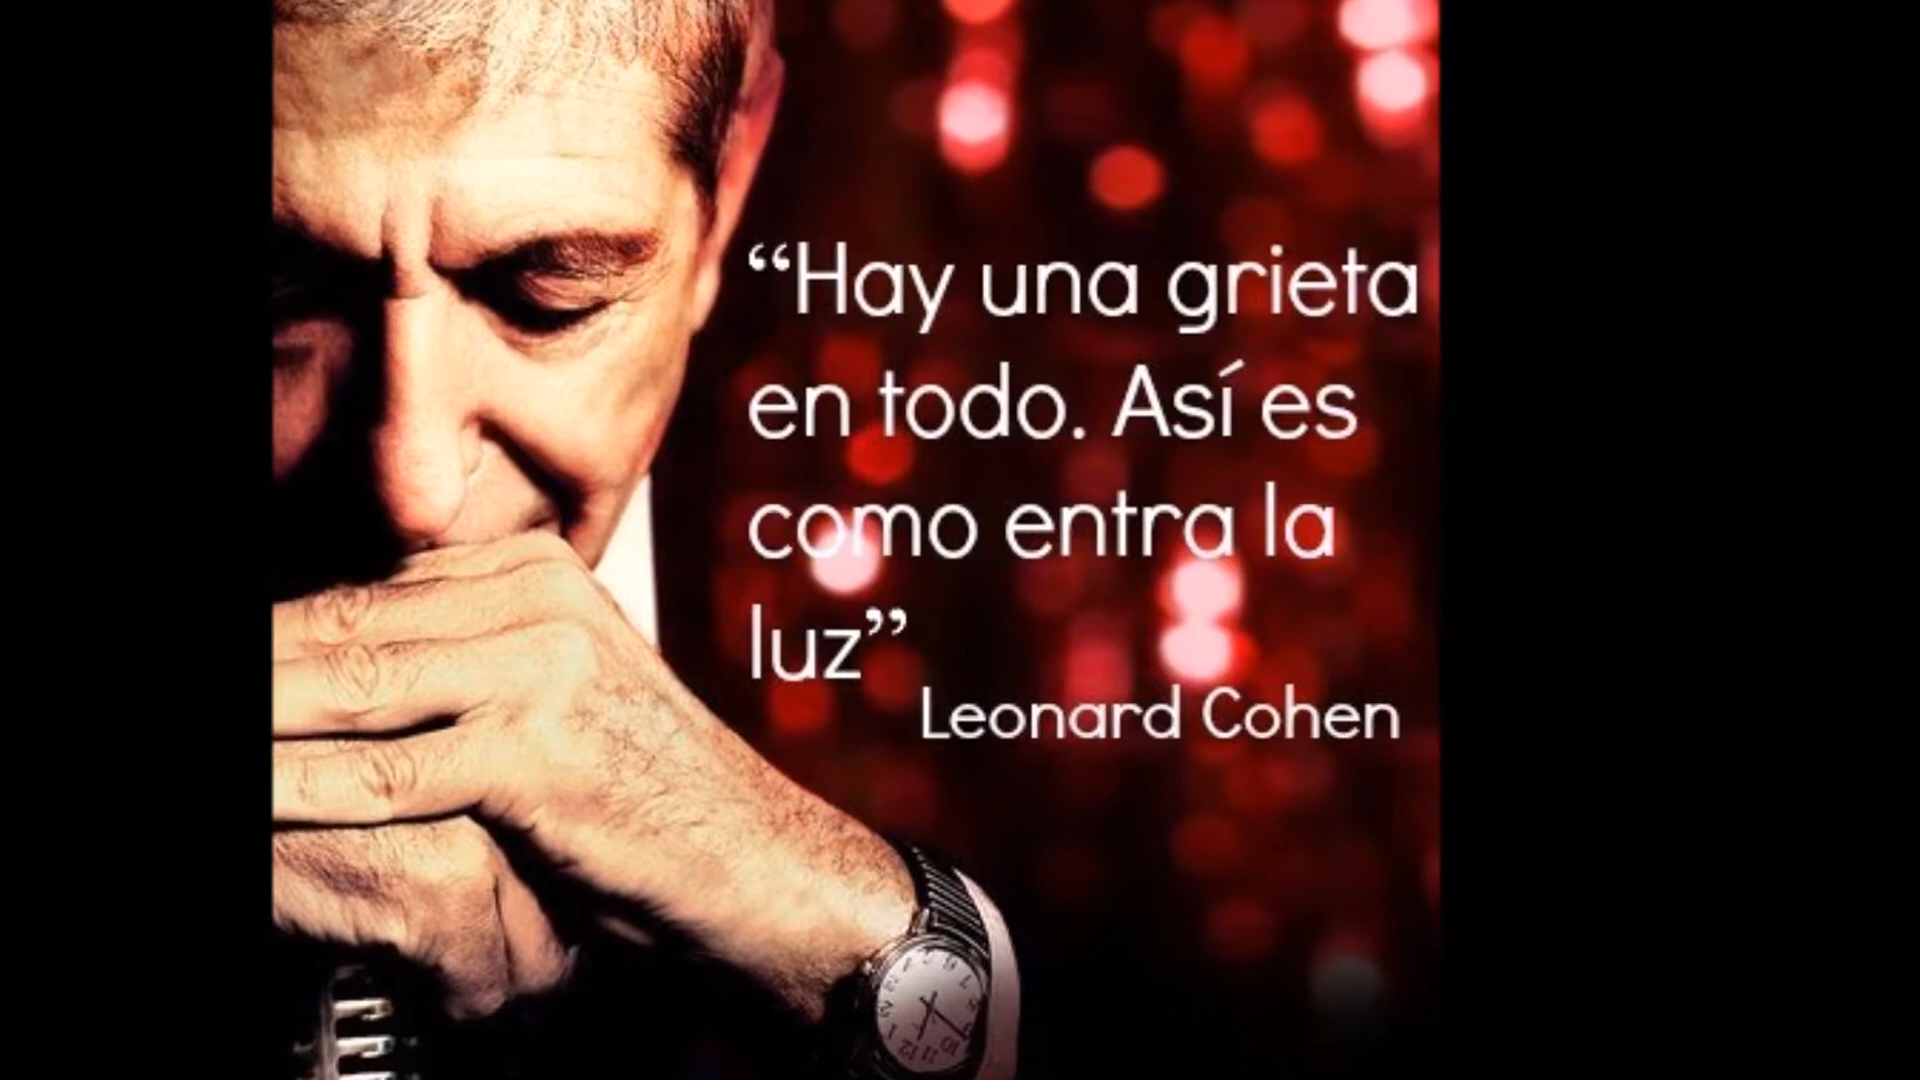 “Hay una grieta
en todo. Así es
como entra la
luz”
Leonard Cohen